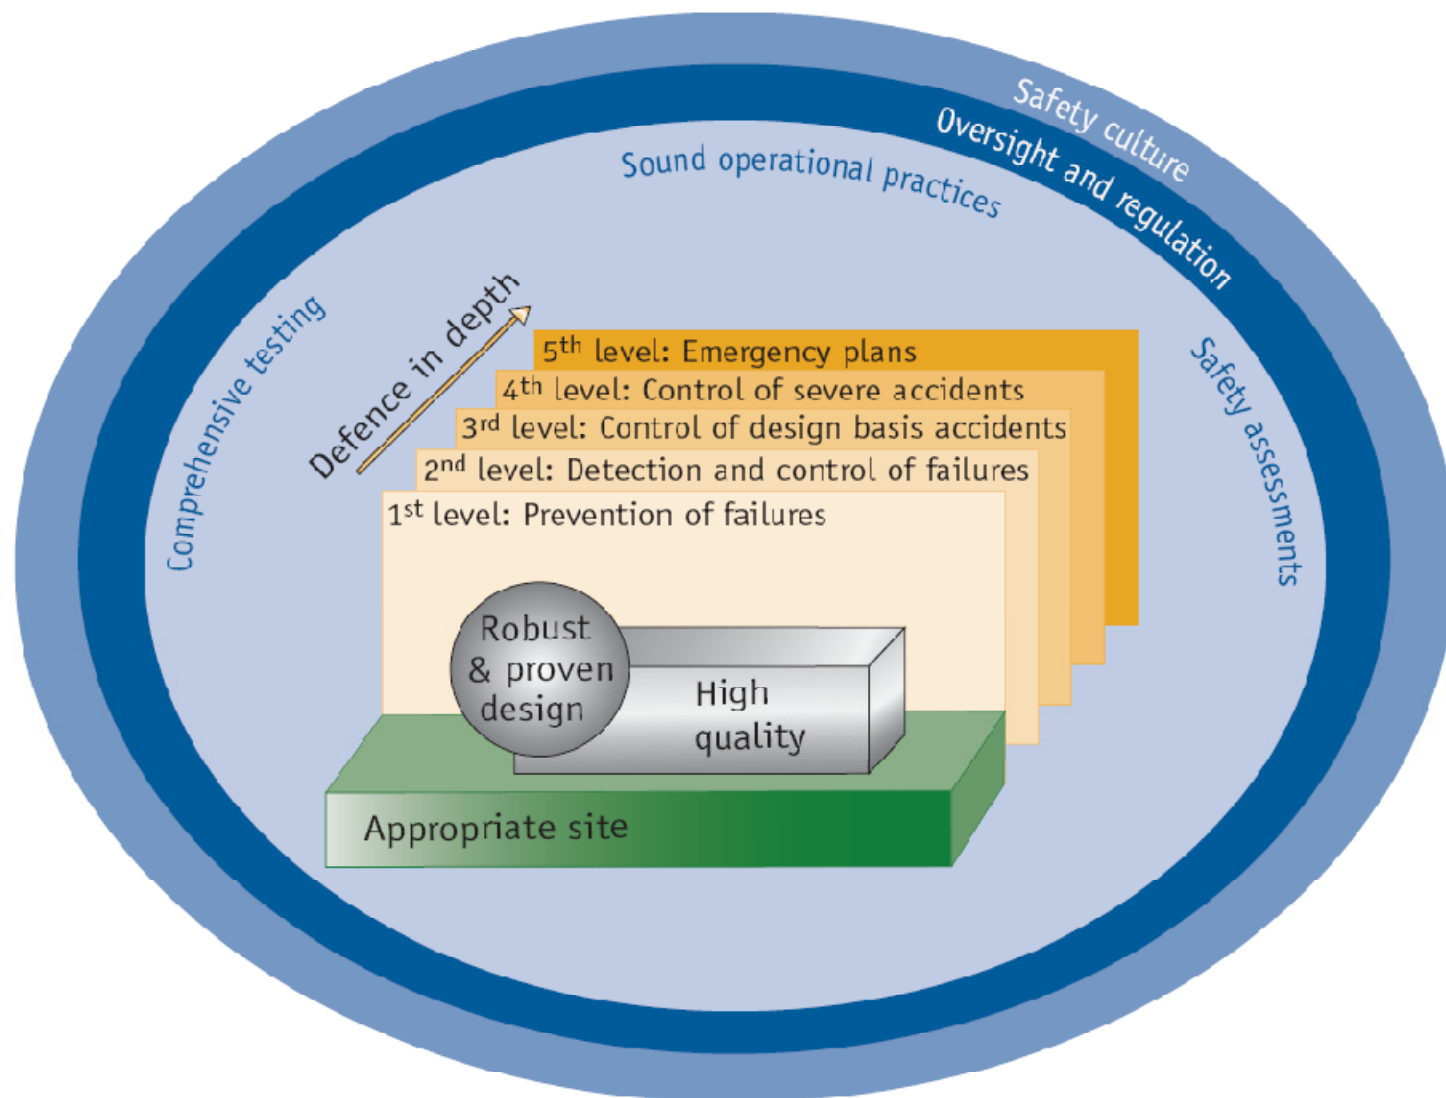 Safety culture
Oversight and regulation
Sound operational practices
Comprehensive testing
Safety assessments
Defence in depth
5th level: Emergency plans
4th level: Control of severe accidents
3rd level: Control of design basis accidents
2nd level: Detection and control of failures
1st level: Prevention of failures
Robust
& proven
design
High
quality
Appropriate site